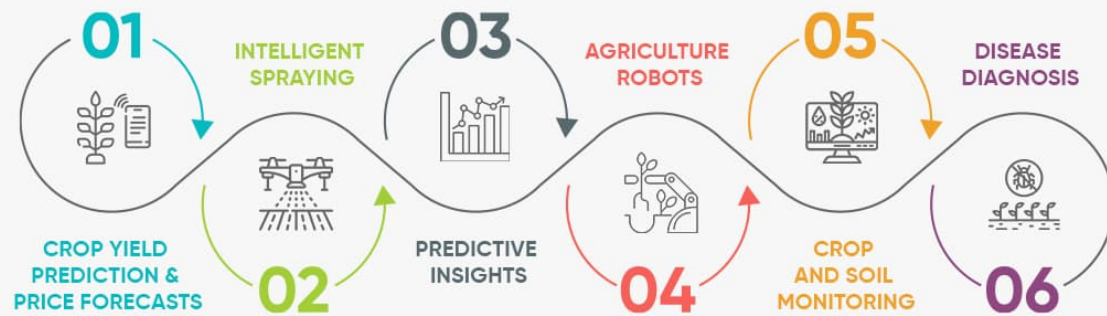 01
CROP YIELD
PREDICTION &
PRICE FORECASTS
INTELLIGENT
SPRAYING
02
03
PREDICTIVE
INSIGHTS
AGRICULTURE
ROBOTS
04
05
CROP
AND SOIL
MONITORING
DISEASE
DIAGNOSIS
06